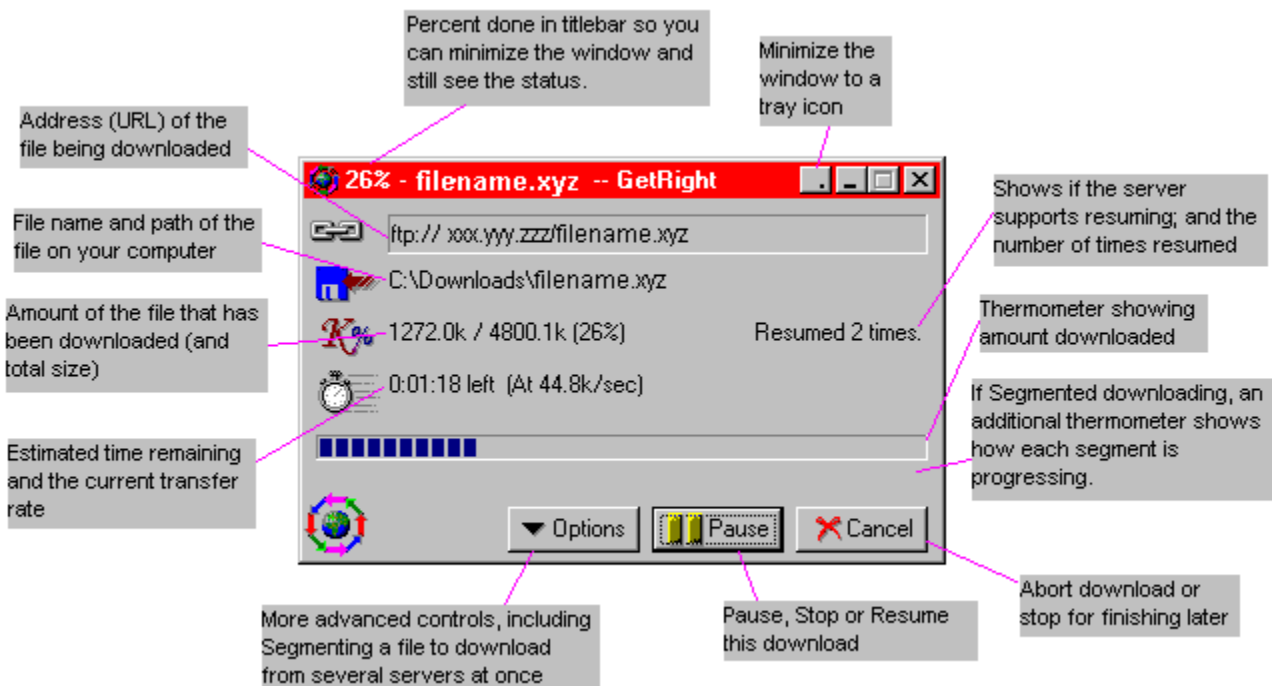 Percent done in titlebar so you
can minimize the window and
still see the status.
Minimize the
window to a
tray icon
Address (URL) of the
file being downloaded
26% - filename.xyz -- GetRight
Shows if the server
supports resuming; and the
number of times resumed
File name and path of the
file on your computer
ftp:// xxx.yyy.zzz/filename.xyz
C:\Downloads\filename.xyz
Amount of the file that has
been downloaded (and
total size)
K%
1272.0k / 4800.1k (26%)
Resumed 2 times.
Thermometer showing
amount downloaded
0:01:18 left (At 44.8k/sec)
If Segmented downloading, an
additional thermometer shows
how each segment is
progressing.
Estimated time remaining
and the current transfer
rate
Options
Pause
Cancel
More advanced controls, including
Segmenting a file to download
from several servers at once
Pause, Stop or Resume
this download
Abort download or
stop for finishing later